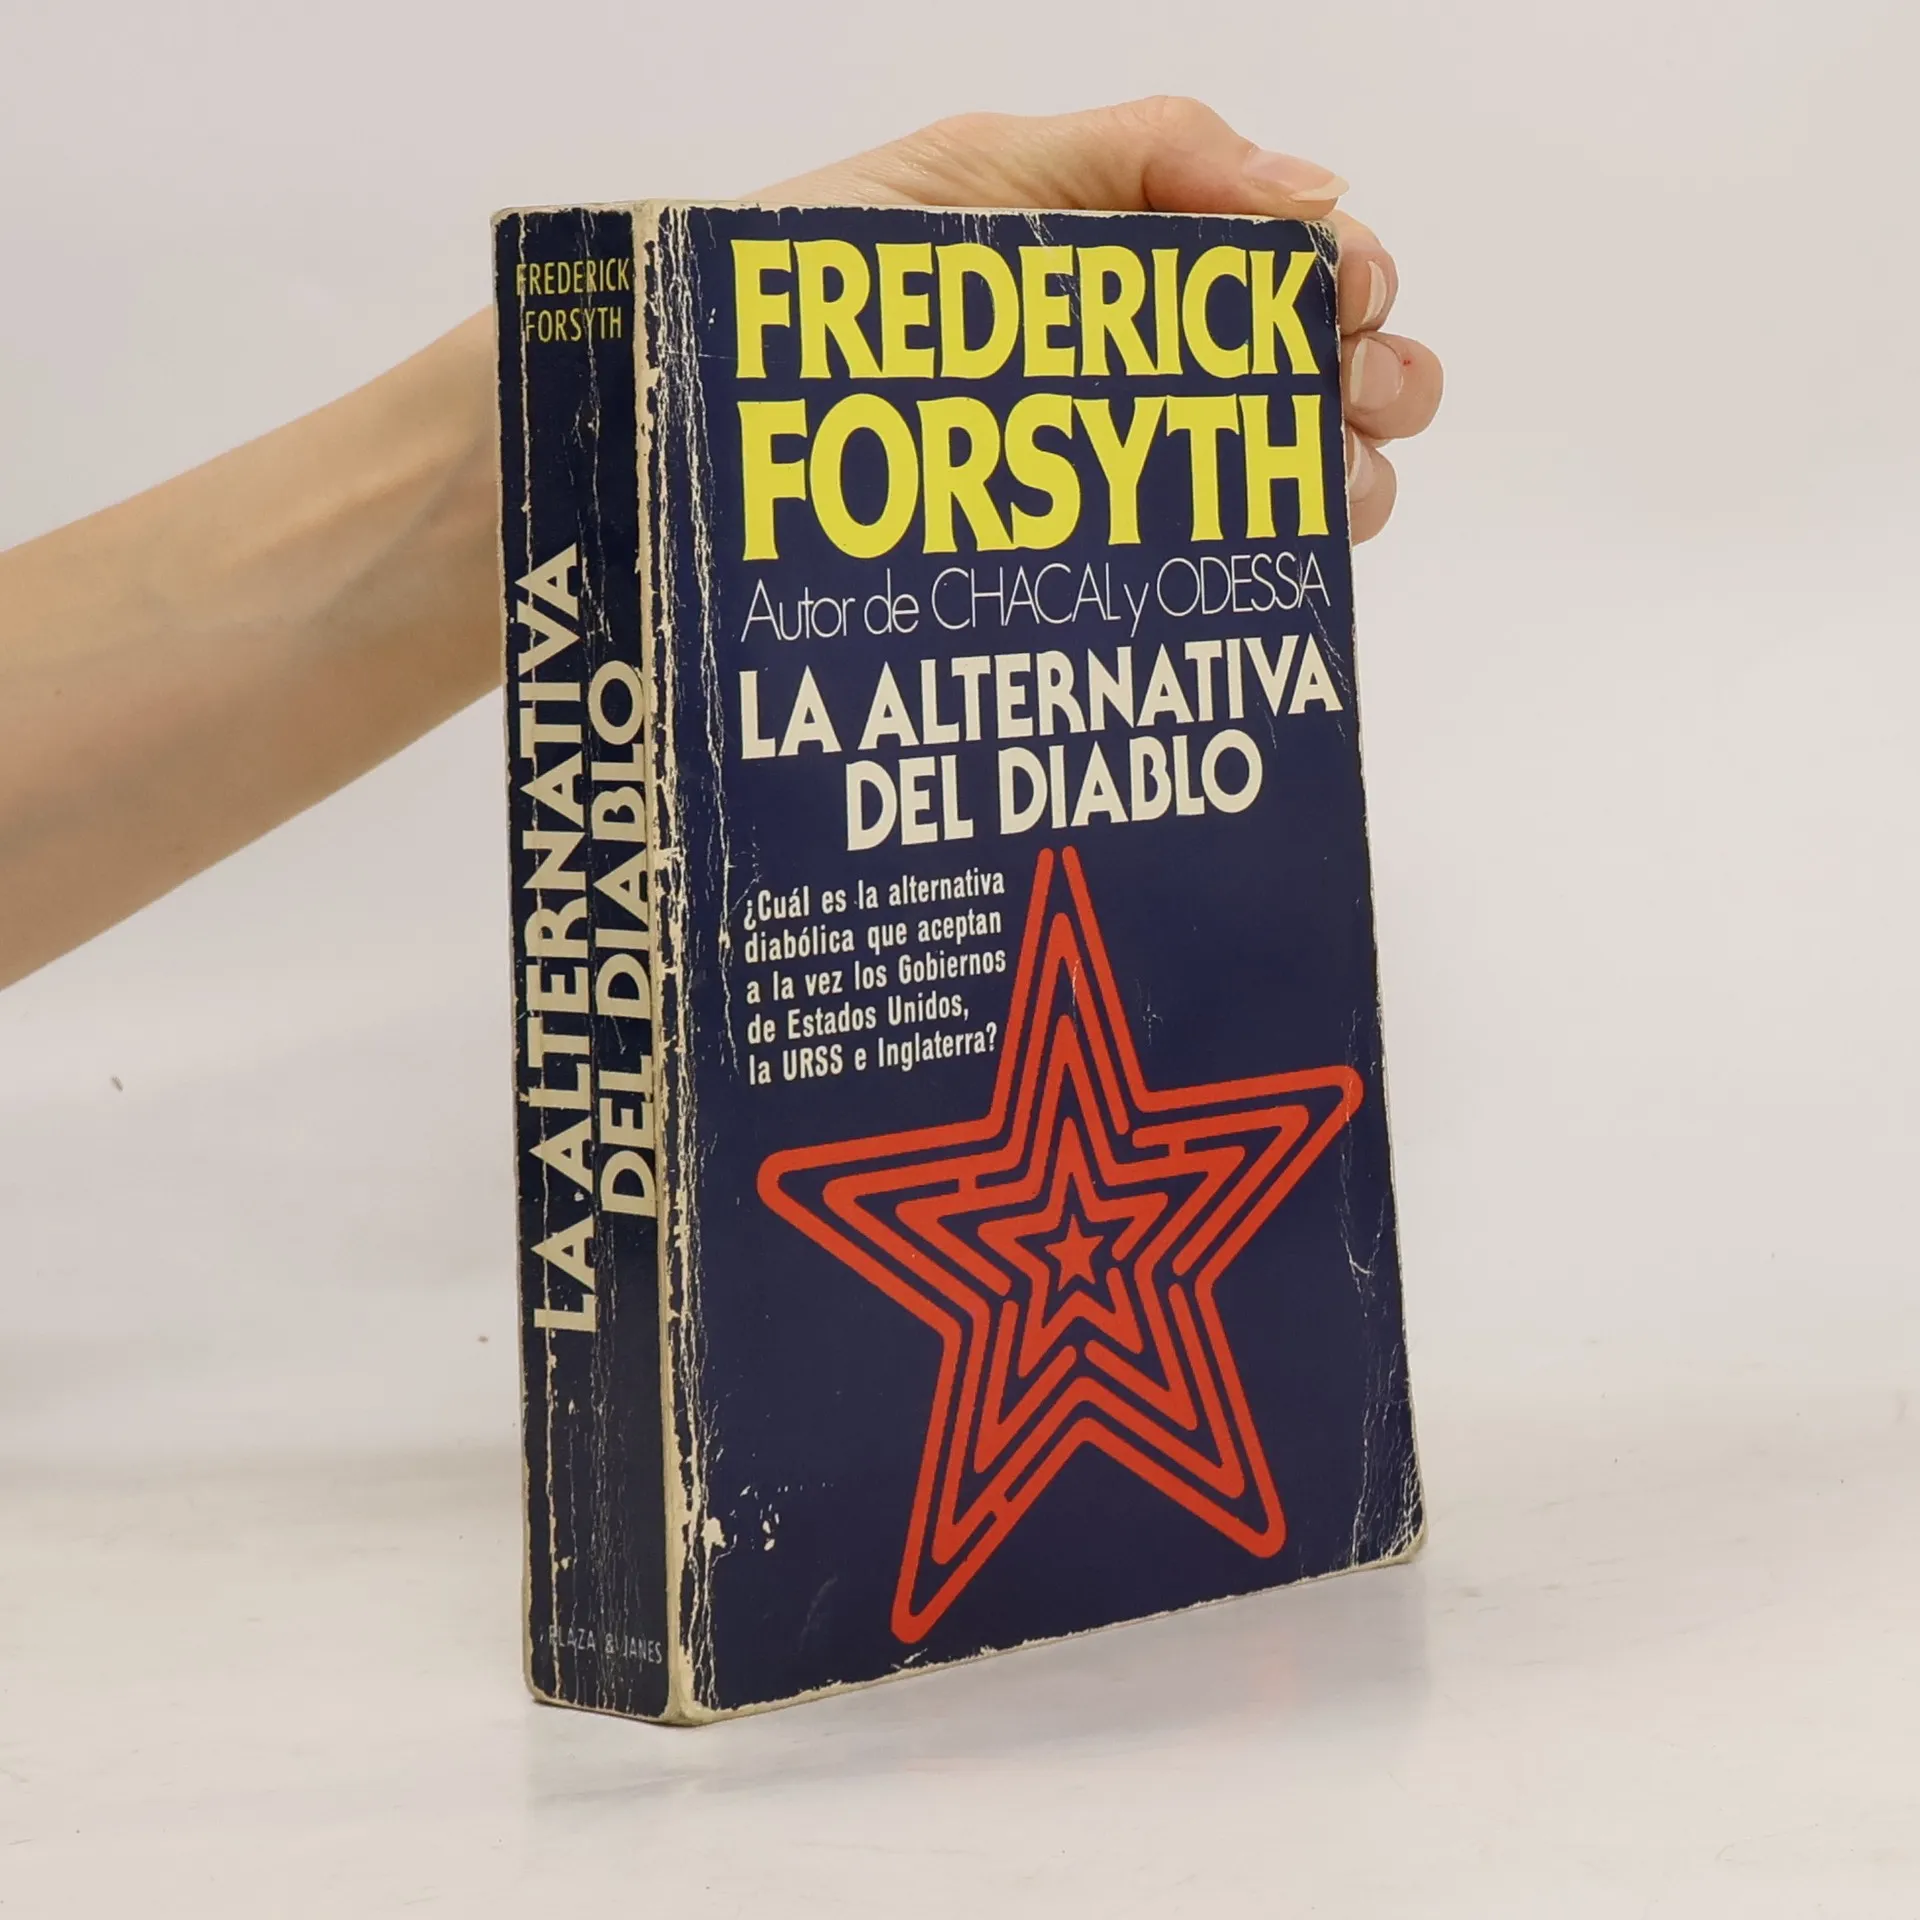 FREDERICK
FORSYTH
LA ALTERNATIVA
DEL DIABLO
PLAZA & JANES
FREDERICK
FORSYTH
Autor de CHACAL y ODESSA
LA ALTERNATIVA
DEL DIABLO
¿Cuál es la alternativa
diabólica que aceptan
a la vez los Gobiernos
de Estados Unidos,
la URSS e Inglaterra?